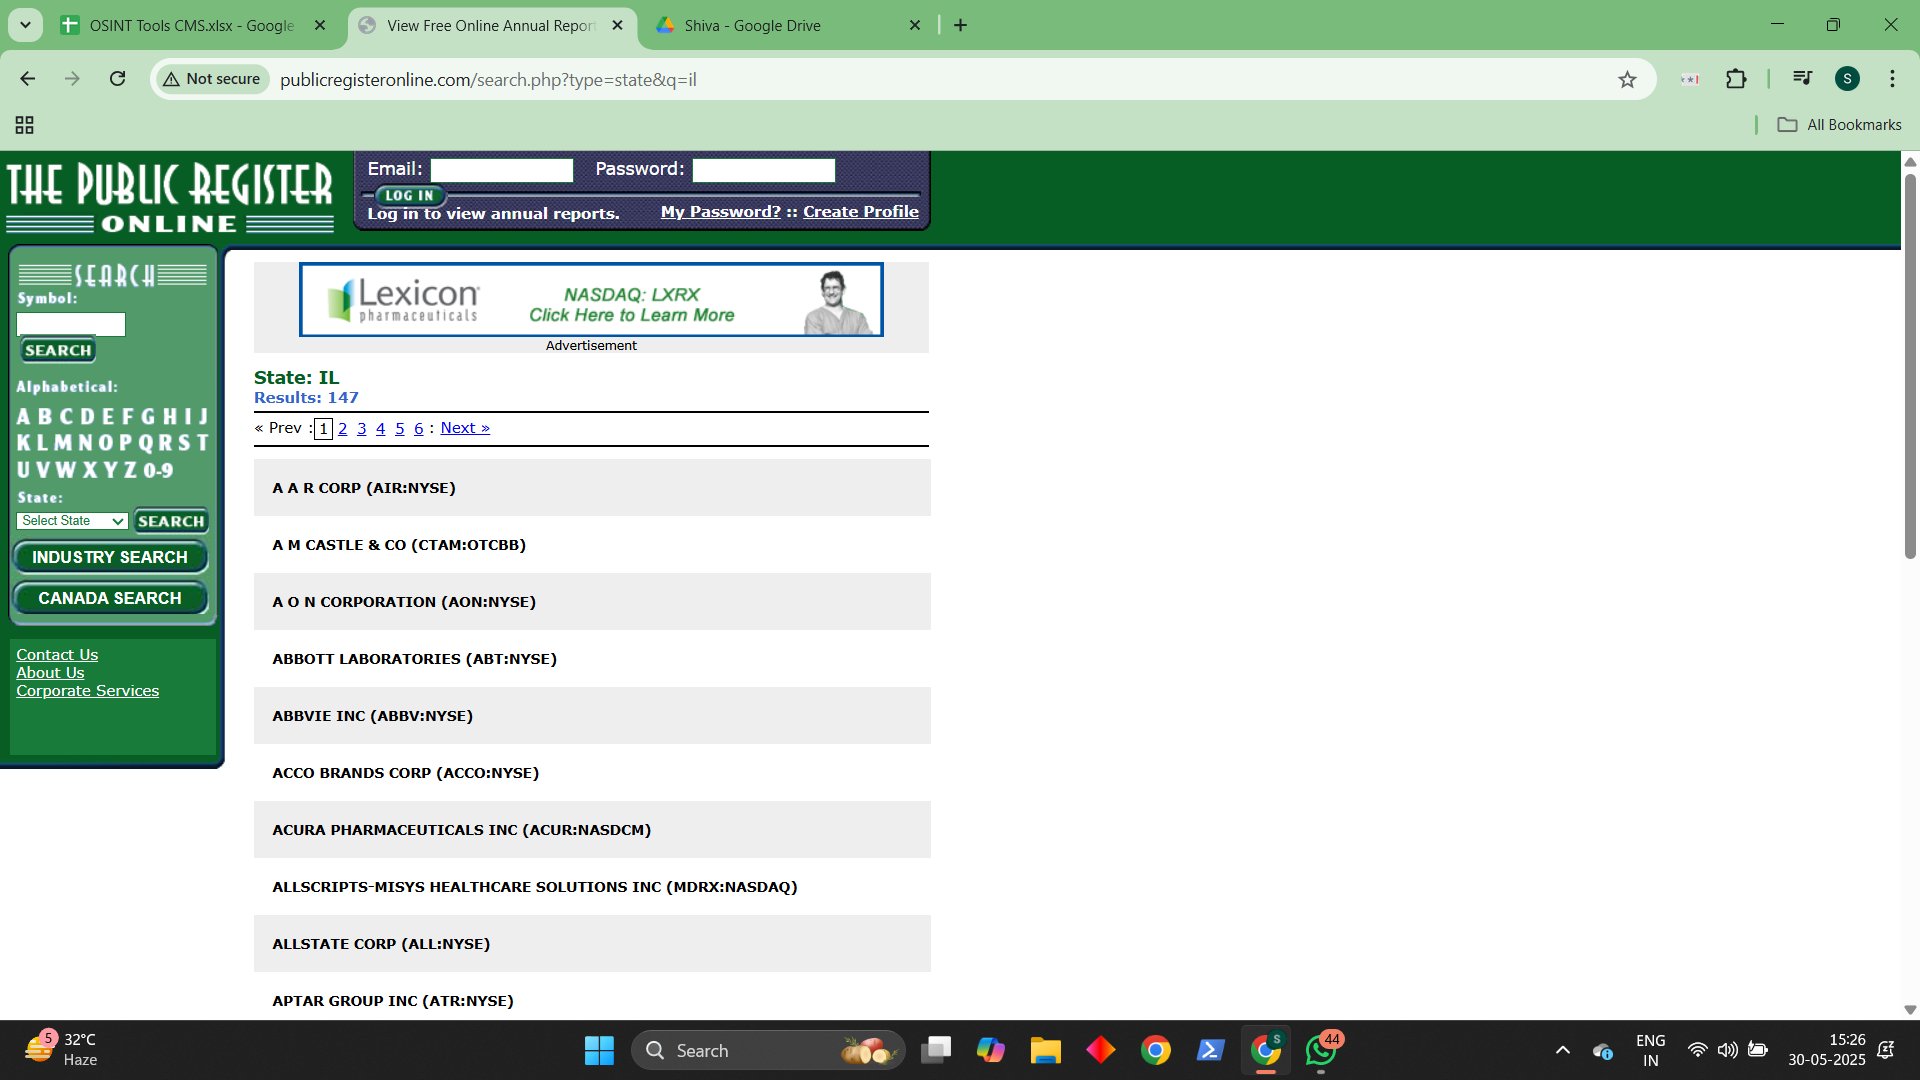 OSINT Tools CMS.xlsx - Google
View Free Online Annual Report
Shiva - Google Drive
Not secure
publicregisteronline.com/search.php?type=state&q=il
S
All Bookmarks
THE PUBLIC REGISTER
ONLINE
Email:
Password:
LOG IN
Log in to view annual reports.
My Password? :: Create Profile
SEARCH
Symbol:
SEARCH
Alphabetical:
A B C D E F G H I J
K L M N O P Q R S T
U V W X Y Z 0-9
State:
Select State
SEARCH
INDUSTRY SEARCH
CANADA SEARCH
Contact Us
About Us
Corporate Services
Lexicon
pharmaceuticals
NASDAQ: LXRX
Click Here to Learn More
Advertisement
State: IL
Results: 147
« Prev : 1 2 3 4 5 6 : Next »
A A R CORP (AIR:NYSE)
A M CASTLE & CO (CTAM:OTCBB)
A O N CORPORATION (AON:NYSE)
ABBOTT LABORATORIES (ABT:NYSE)
ABBVIE INC (ABBV:NYSE)
ACCO BRANDS CORP (ACCO:NYSE)
ACURA PHARMACEUTICALS INC (ACUR:NASDCM)
ALLSCRIPTS-MISYS HEALTHCARE SOLUTIONS INC (MDRX:NASDAQ)
ALLSTATE CORP (ALL:NYSE)
APTAR GROUP INC (ATR:NYSE)
5
32°C
Haze
Search
S
44
ENG
IN
15:26
30-05-2025